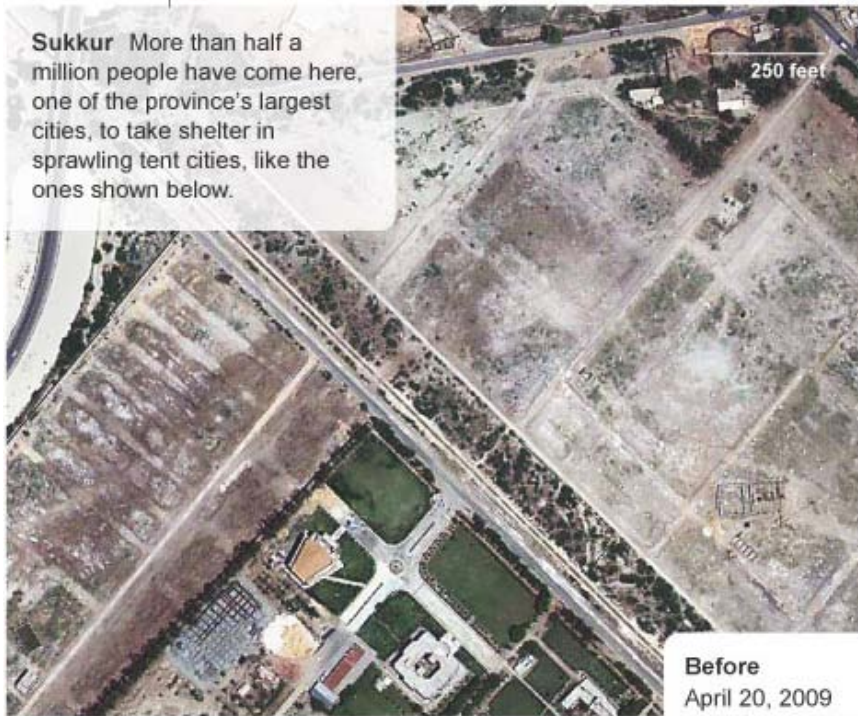 Sukkur More than half a
million people have come here,
one of the province's largest
cities, to take shelter in
sprawling tent cities, like the
ones shown below.
250 feet
Before
April 20, 2009